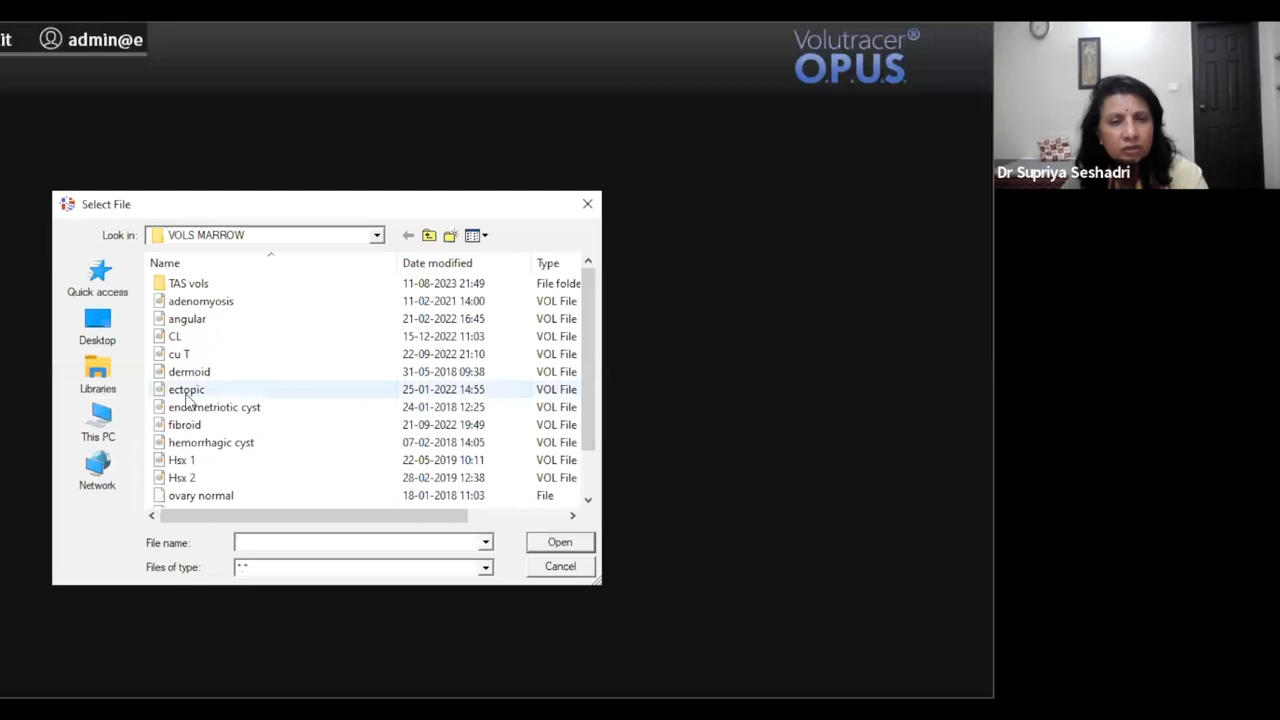 it admin@e
Volutracer®
O.P.U.S.
Dr Supriya Seshadri
Select File
Look in: VOLS MARROW
Name Date modified Type
TAS vols 11-08-2023 21:49 File folde
adenomyosis 11-02-2021 14:00 VOL File
angular 21-02-2022 16:45 VOL File
CL 15-12-2022 11:03 VOL File
cu T 22-09-2022 21:10 VOL File
dermoid 31-05-2018 09:38 VOL File
ectopic 25-01-2022 14:55 VOL File
endometriotic cyst 24-01-2018 12:25 VOL File
fibroid 21-09-2022 19:49 VOL File
hemorrhagic cyst 07-02-2018 14:05 VOL File
Hsx 1 22-05-2019 10:11 VOL File
Hsx 2 28-02-2019 12:38 VOL File
ovary normal 18-01-2018 11:03 File
Quick access
Desktop
Libraries
This PC
Network
File name: Open
Files of type: *.* Cancel